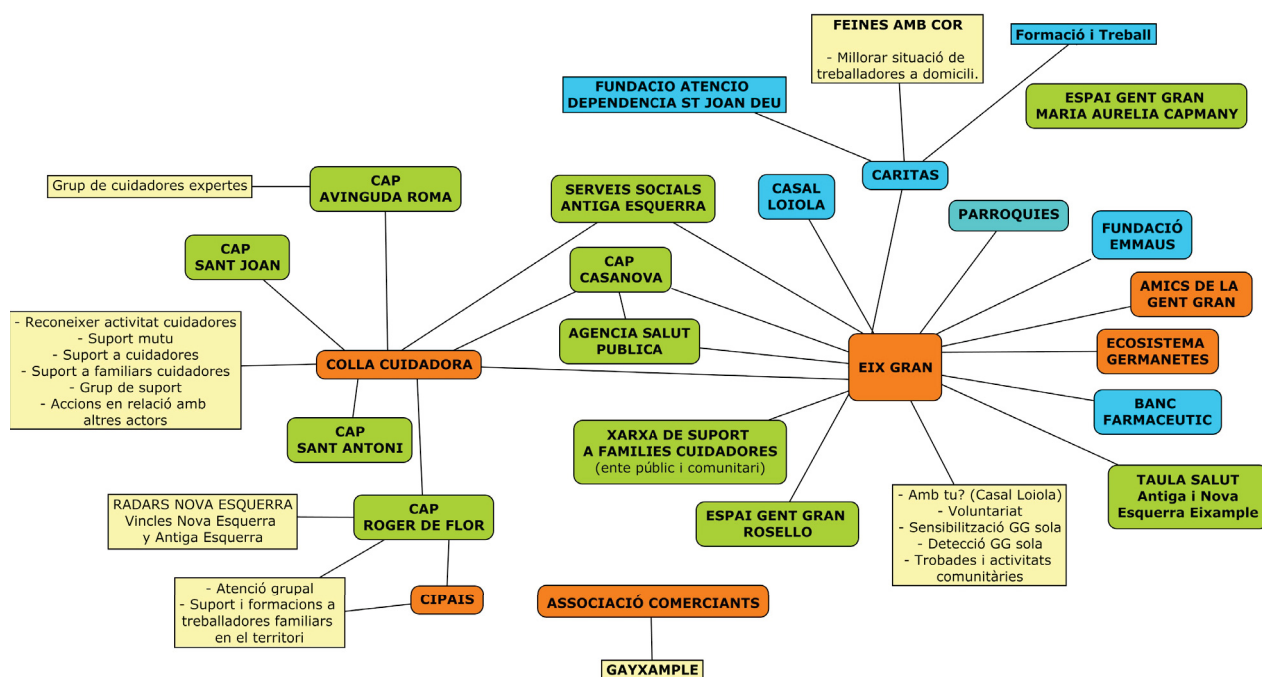 FEINES AMB COR
- Millorar situació de
treballadores a domicili.
Formació i Treball
FUNDACIO ATENCIO
DEPENDENCIA ST JOAN DEU
ESPAI GENT GRAN
MARIA AURELIA CAPMANY
Grup de cuidadores expertes
CAP
AVINGUDA ROMA
SERVEIS SOCIALS
ANTIGA ESQUERRA
CASAL
LOIOLA
CARITAS
PARROQUIES
FUNDACIÓ
EMMAUS
CAP
SANT JOAN
CAP
CASANOVA
AMICS DE LA
GENT GRAN
- Reconeixer activitat cuidadores
- Suport mutu
- Suport a cuidadores
- Suport a familiars cuidadores
- Grup de suport
- Accions en relació amb
altres actors
COLLA CUIDADORA
AGENCIA SALUT
PUBLICA
EIX GRAN
ECOSISTEMA
GERMANETES
BANC
FARMACEUTIC
CAP
SANT ANTONI
XARXA DE SUPORT
A FAMILIES CUIDADORES
(ente públic i comunitari)
TAULA SALUT
Antiga i Nova
Esquerra Eixample
RADARS NOVA ESQUERRA
Vincles Nova Esquerra
y Antiga Esquerra
CAP
ROGER DE FLOR
ESPAI GENT GRAN
ROSELLO
- Amb tu? (Casal Loiola)
- Voluntariat
- Sensibilització GG sola
- Detecció GG sola
- Trobades i activitats
comunitàries
- Atenció grupal
- Suport i formacions a
treballadores familiars
en el territori
CIPAIS
ASSOCIACIÓ COMERCIANTS
GAYXAMPLE